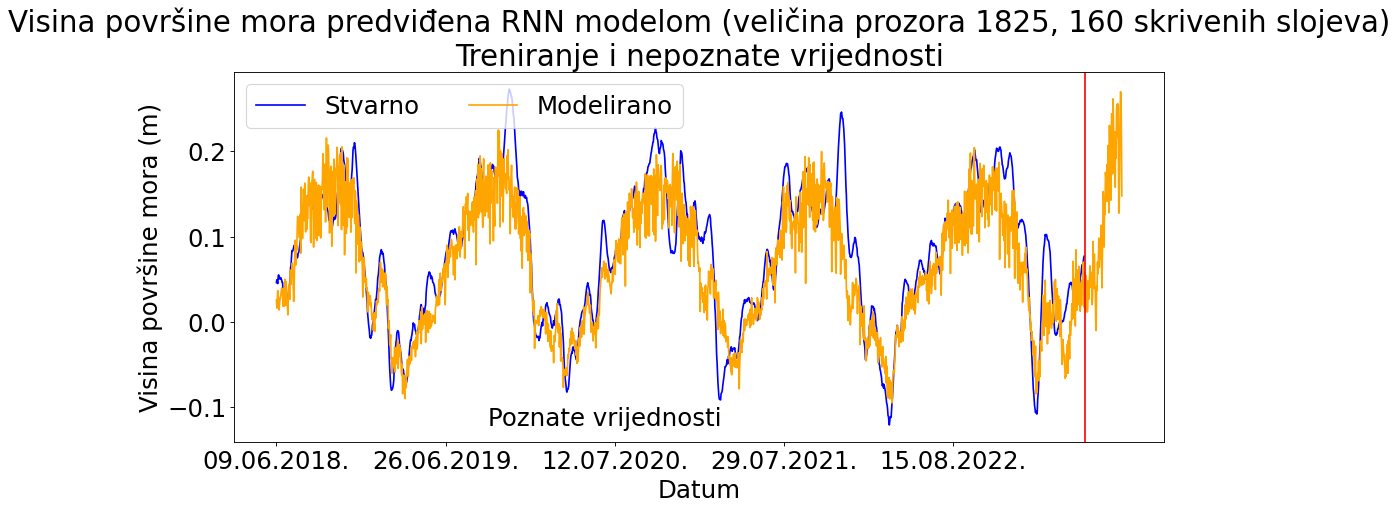 Visina površine mora predviđena RNN modelom (veličina prozora 1825, 160 skrivenih slojeva)
Treniranje i nepoznate vrijednosti
Stvarno
Modelirano
Visina površine mora (m)
0.2
0.1
0.0
−0.1
Poznate vrijednosti
09.06.2018.
26.06.2019.
12.07.2020.
29.07.2021.
15.08.2022.
Datum